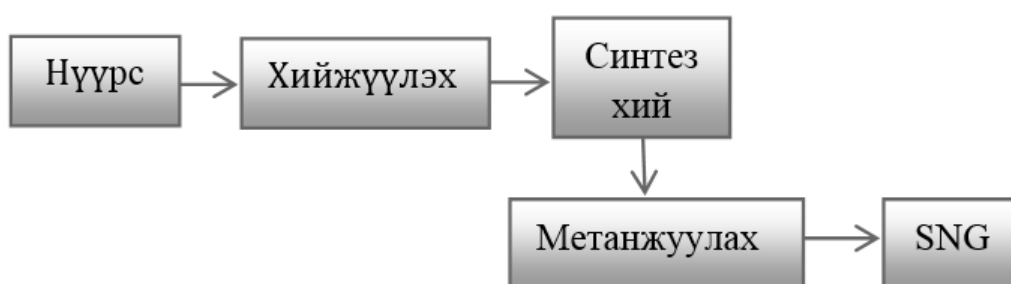 Нүүрс
Хийжүүлэх
Синтез
хий
Метанжуулах
SNG